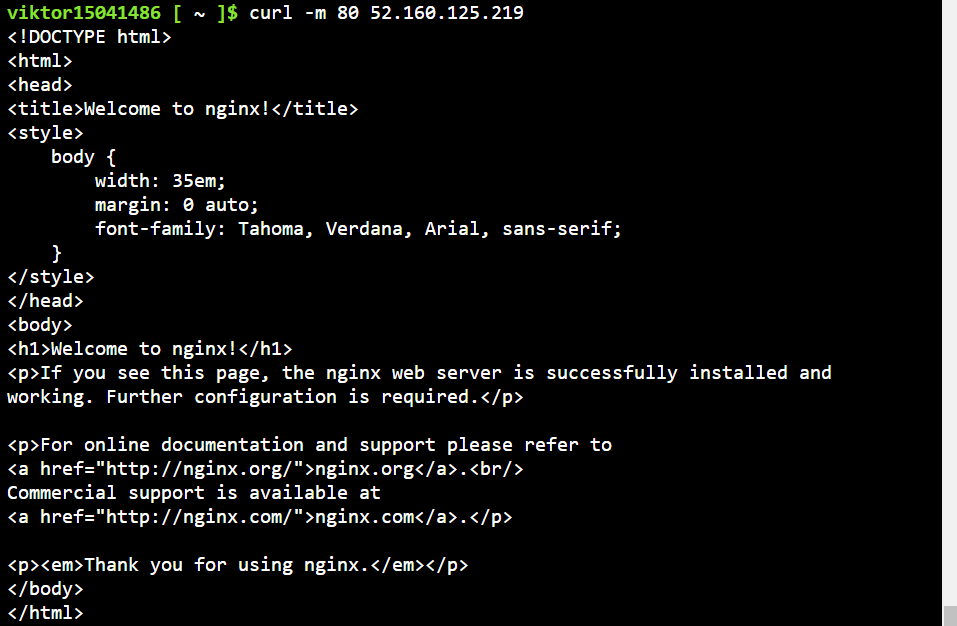 viktor15041486 [ ~ ]$ curl -m 80 52.160.125.219
<!DOCTYPE html>
<html>
<head>
<title>Welcome to nginx!</title>
<style>
    body {
        width: 35em;
        margin: 0 auto;
        font-family: Tahoma, Verdana, Arial, sans-serif;
    }
</style>
</head>
<body>
<h1>Welcome to nginx!</h1>
<p>If you see this page, the nginx web server is successfully installed and
working. Further configuration is required.</p>

<p>For online documentation and support please refer to
<a href="http://nginx.org/">nginx.org</a>.<br/>
Commercial support is available at
<a href="http://nginx.com/">nginx.com</a>.</p>

<p><em>Thank you for using nginx.</em></p>
</body>
</html>